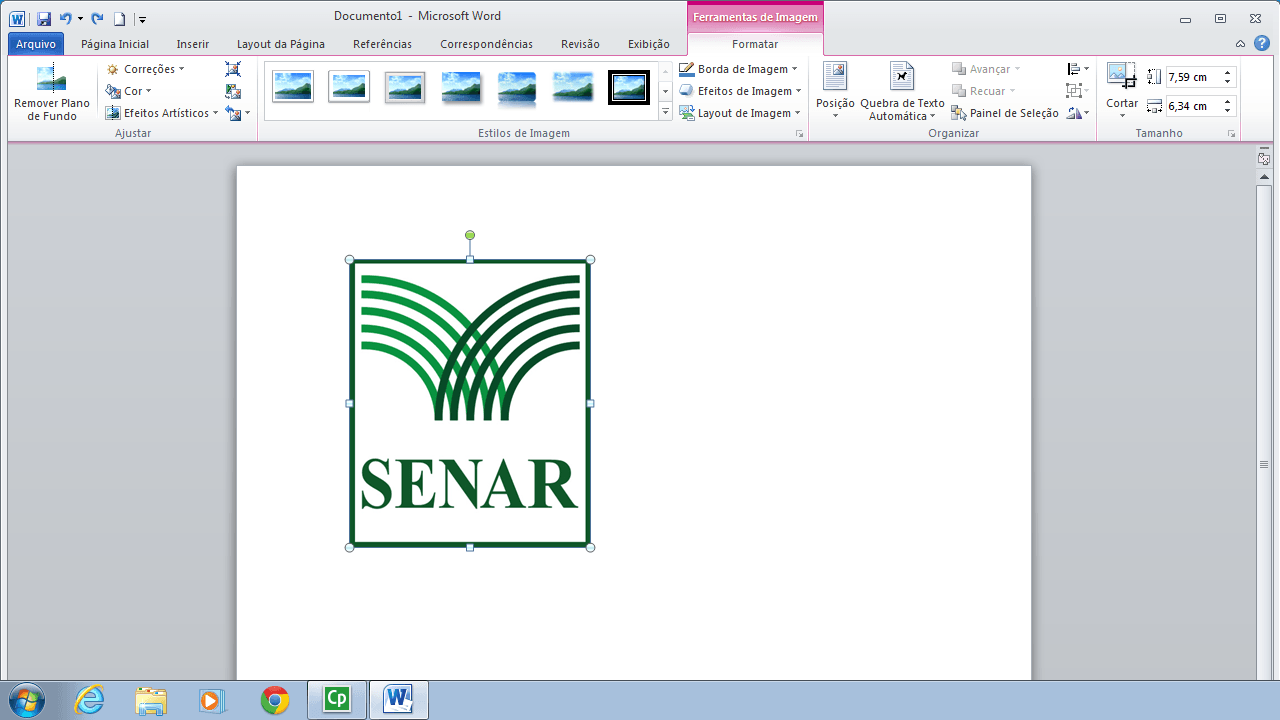 Documento1 - Microsoft Word
Ferramentas de Imagem
Arquivo
Página Inicial
Inserir
Layout da Página
Referências
Correspondências
Revisão
Exibição
Formatar
Remover Plano
de Fundo
Correções
Cor
Efeitos Artísticos
Ajustar
Estilos de Imagem
Borda de Imagem
Efeitos de Imagem
Layout de Imagem
Posição
Quebra de Texto
Automática
Avançar
Recuar
Painel de Seleção
Organizar
Cortar
7,59 cm
6,34 cm
Tamanho
SENAR
Cp
W